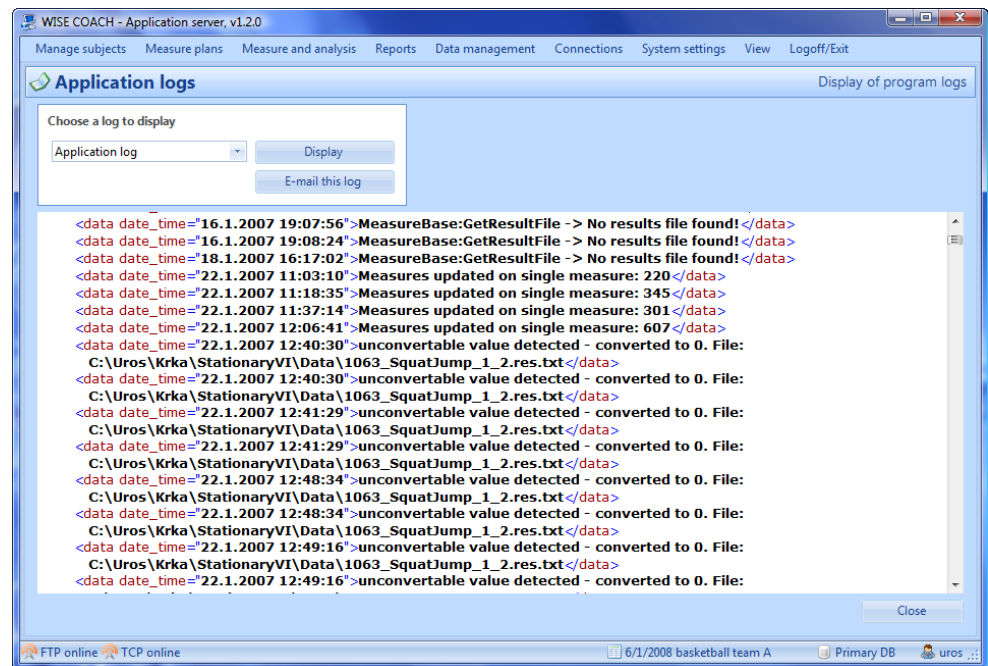 WISE COACH - Application server, v1.2.0
Manage subjects Measure plans Measure and analysis Reports Data management Connections System settings View Logoff/Exit
Application logs Display of program logs
Choose a log to display
Application log Display
E-mail this log
<data date_time="16.1.2007 19:07:56">MeasureBase:GetResultFile -> No results file found!</data>
<data date_time="16.1.2007 19:08:24">MeasureBase:GetResultFile -> No results file found!</data>
<data date_time="18.1.2007 16:17:02">MeasureBase:GetResultFile -> No results file found!</data>
<data date_time="22.1.2007 11:03:10">Measures updated on single measure: 220</data>
<data date_time="22.1.2007 11:18:35">Measures updated on single measure: 345</data>
<data date_time="22.1.2007 11:37:14">Measures updated on single measure: 301</data>
<data date_time="22.1.2007 12:06:41">Measures updated on single measure: 607</data>
<data date_time="22.1.2007 12:40:30">unconvertable value detected - converted to 0. File:
C:\Uros\Krka\StationaryVI\Data\1063_SquatJump_1_2.res.txt</data>
<data date_time="22.1.2007 12:40:30">unconvertable value detected - converted to 0. File:
C:\Uros\Krka\StationaryVI\Data\1063_SquatJump_1_2.res.txt</data>
<data date_time="22.1.2007 12:41:29">unconvertable value detected - converted to 0. File:
C:\Uros\Krka\StationaryVI\Data\1063_SquatJump_1_2.res.txt</data>
<data date_time="22.1.2007 12:41:29">unconvertable value detected - converted to 0. File:
C:\Uros\Krka\StationaryVI\Data\1063_SquatJump_1_2.res.txt</data>
<data date_time="22.1.2007 12:48:34">unconvertable value detected - converted to 0. File:
C:\Uros\Krka\StationaryVI\Data\1063_SquatJump_1_2.res.txt</data>
<data date_time="22.1.2007 12:48:34">unconvertable value detected - converted to 0. File:
C:\Uros\Krka\StationaryVI\Data\1063_SquatJump_1_2.res.txt</data>
<data date_time="22.1.2007 12:49:16">unconvertable value detected - converted to 0. File:
C:\Uros\Krka\StationaryVI\Data\1063_SquatJump_1_2.res.txt</data>
<data date_time="22.1.2007 12:49:16">unconvertable value detected - converted to 0. File:
Close
FTP online TCP online 6/1/2008 basketball team A Primary DB uros